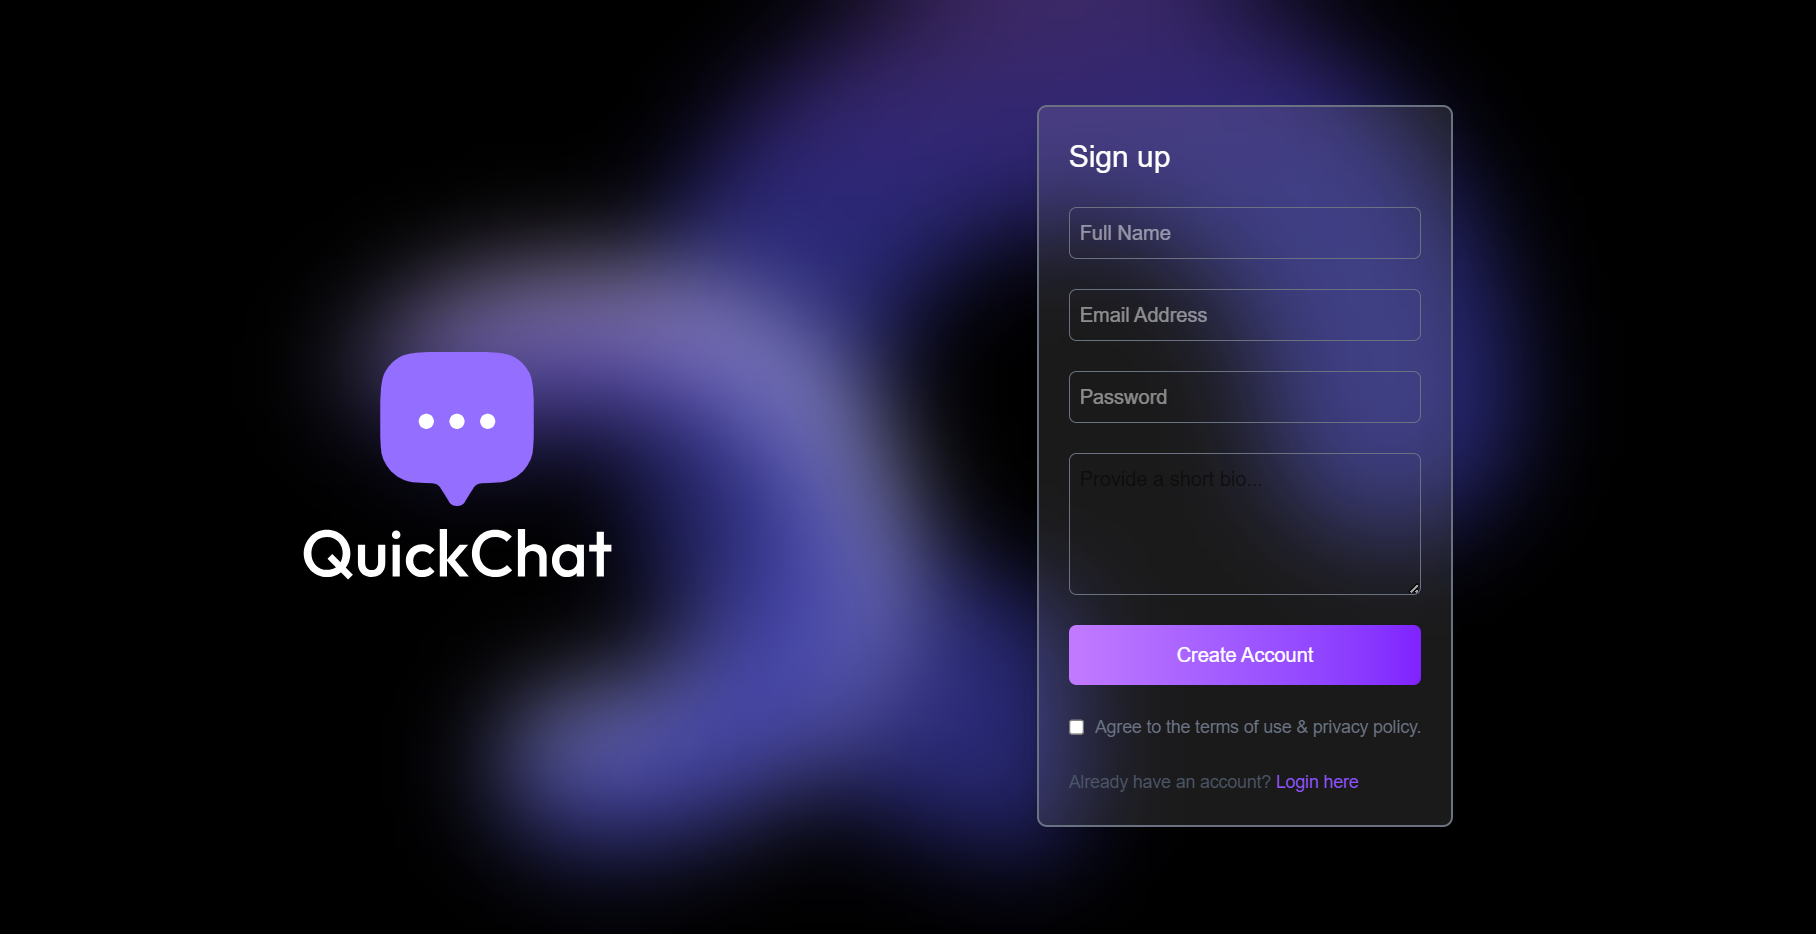 QuickChat
Sign up
Full Name
Email Address
Password
Provide a short bio...
Create Account
Agree to the terms of use & privacy policy.
Already have an account? Login here